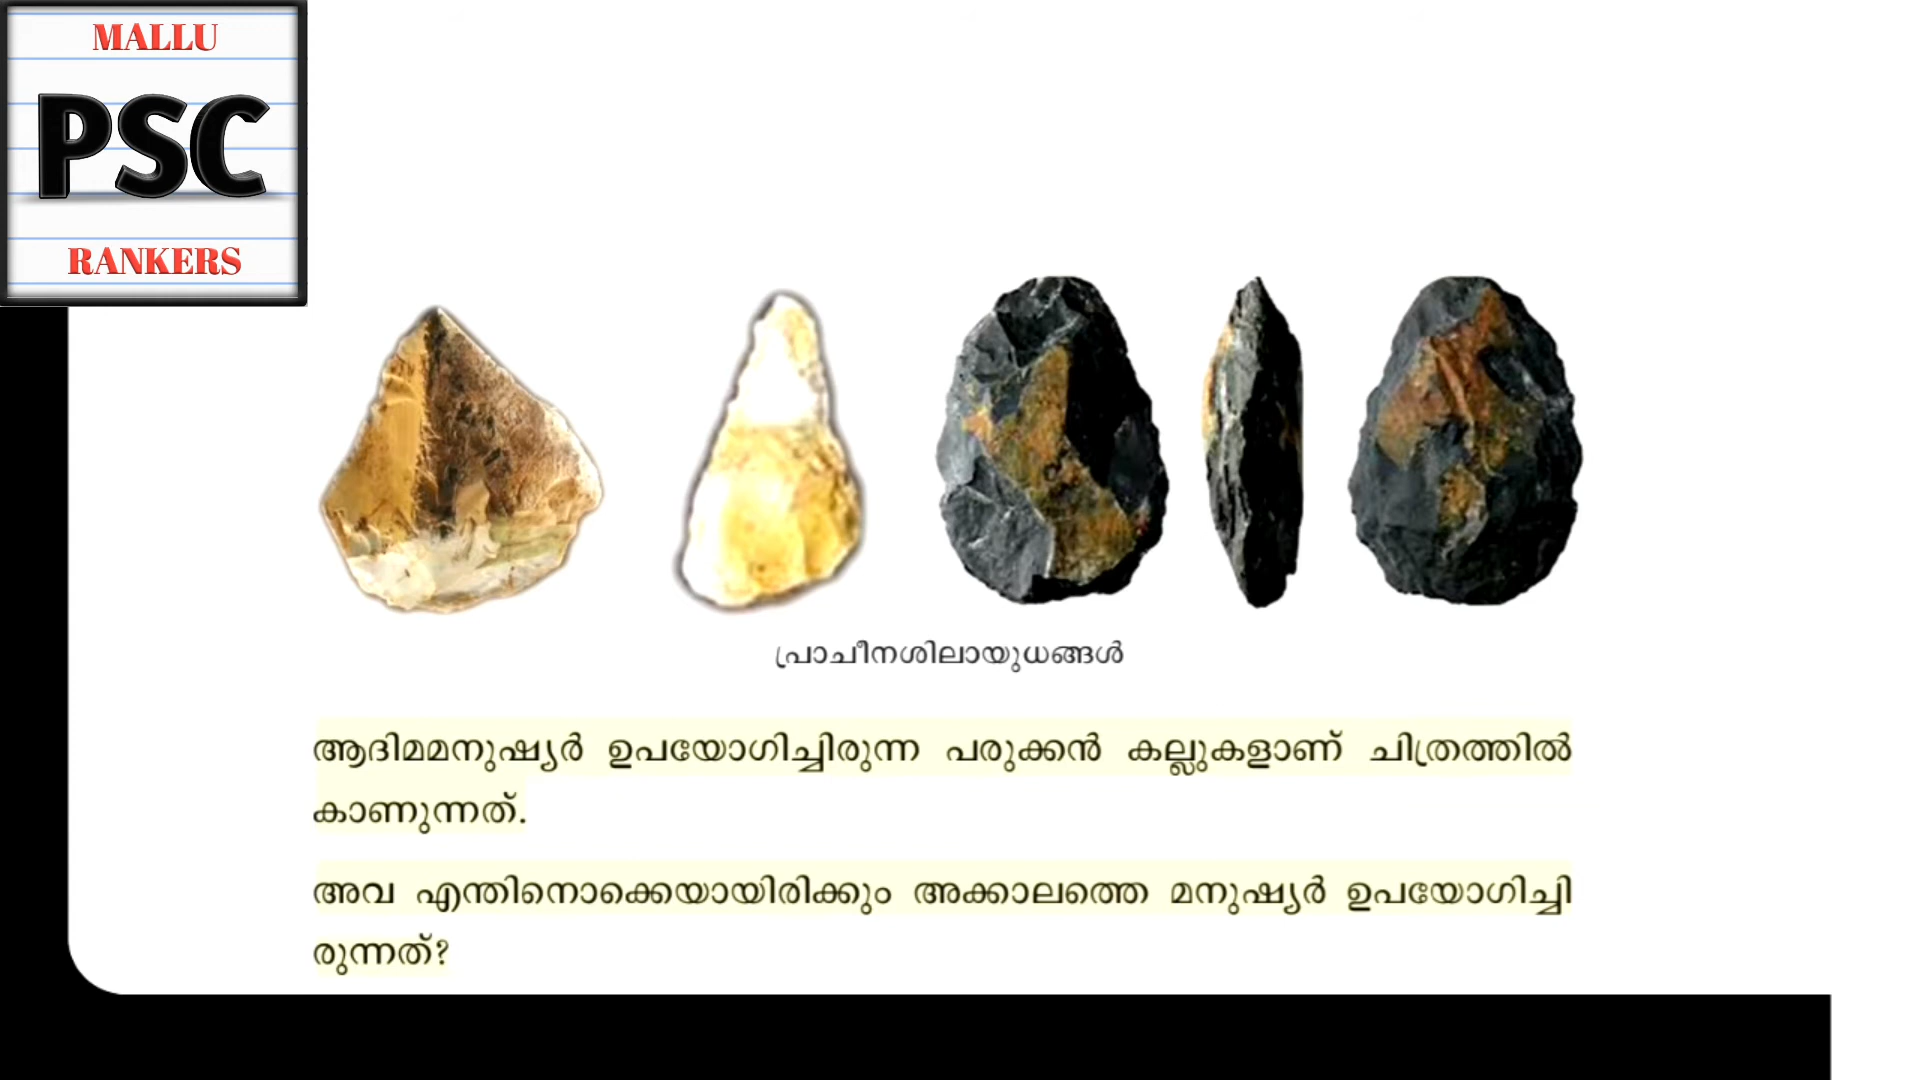 MALLU
PSC
RANKERS
പ്രാചീനശിലായുധങ്ങൾ
ആദിമമനുഷ്യർ ഉപയോഗിച്ചിരുന്ന പരുക്കൻ കല്ലുകളാണ് ചിത്രത്തിൽ
കാണുന്നത്.
അവ എന്തിനൊക്കെയായിരിക്കും അക്കാലത്തെ മനുഷ്യർ ഉപയോഗിച്ചി
രുന്നത്?